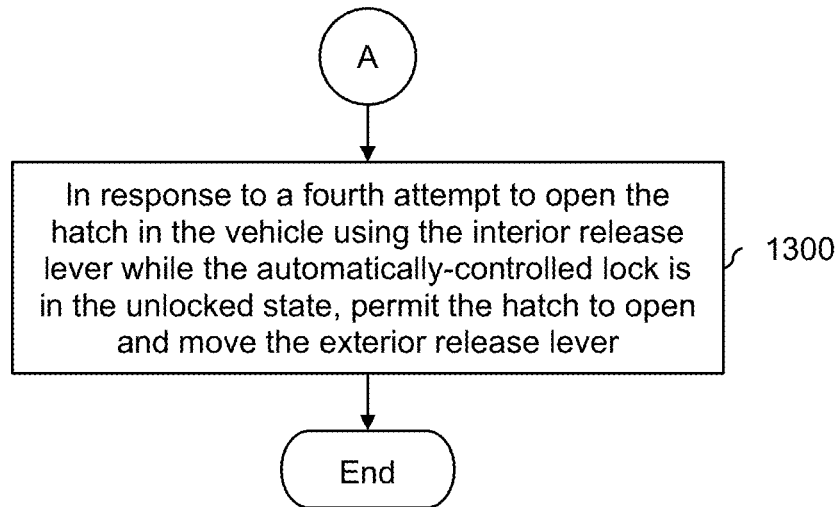 A
In response to a fourth attempt to open the
hatch in the vehicle using the interior release
lever while the automatically-controlled lock is
in the unlocked state, permit the hatch to open
and move the exterior release lever
1300
End